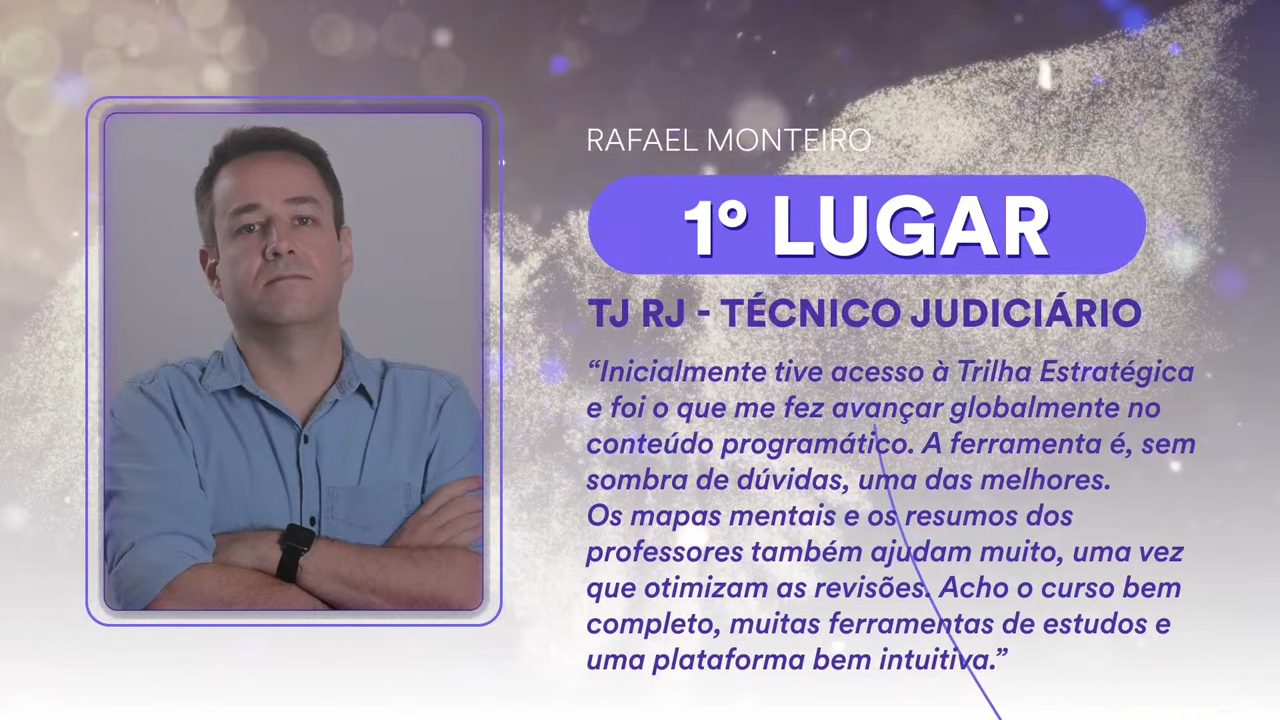 RAFAEL MONTEIRO
1º LUGAR
TJ RJ - TÉCNICO JUDICIÁRIO
“Inicialmente tive acesso à Trilha Estratégica
e foi o que me fez avançar globalmente no
conteúdo programático. A ferramenta é, sem
sombra de dúvidas, uma das melhores.
Os mapas mentais e os resumos dos
professores também ajudam muito, uma vez
que otimizam as revisões. Acho o curso bem
completo, muitas ferramentas de estudos e
uma plataforma bem intuitiva.”